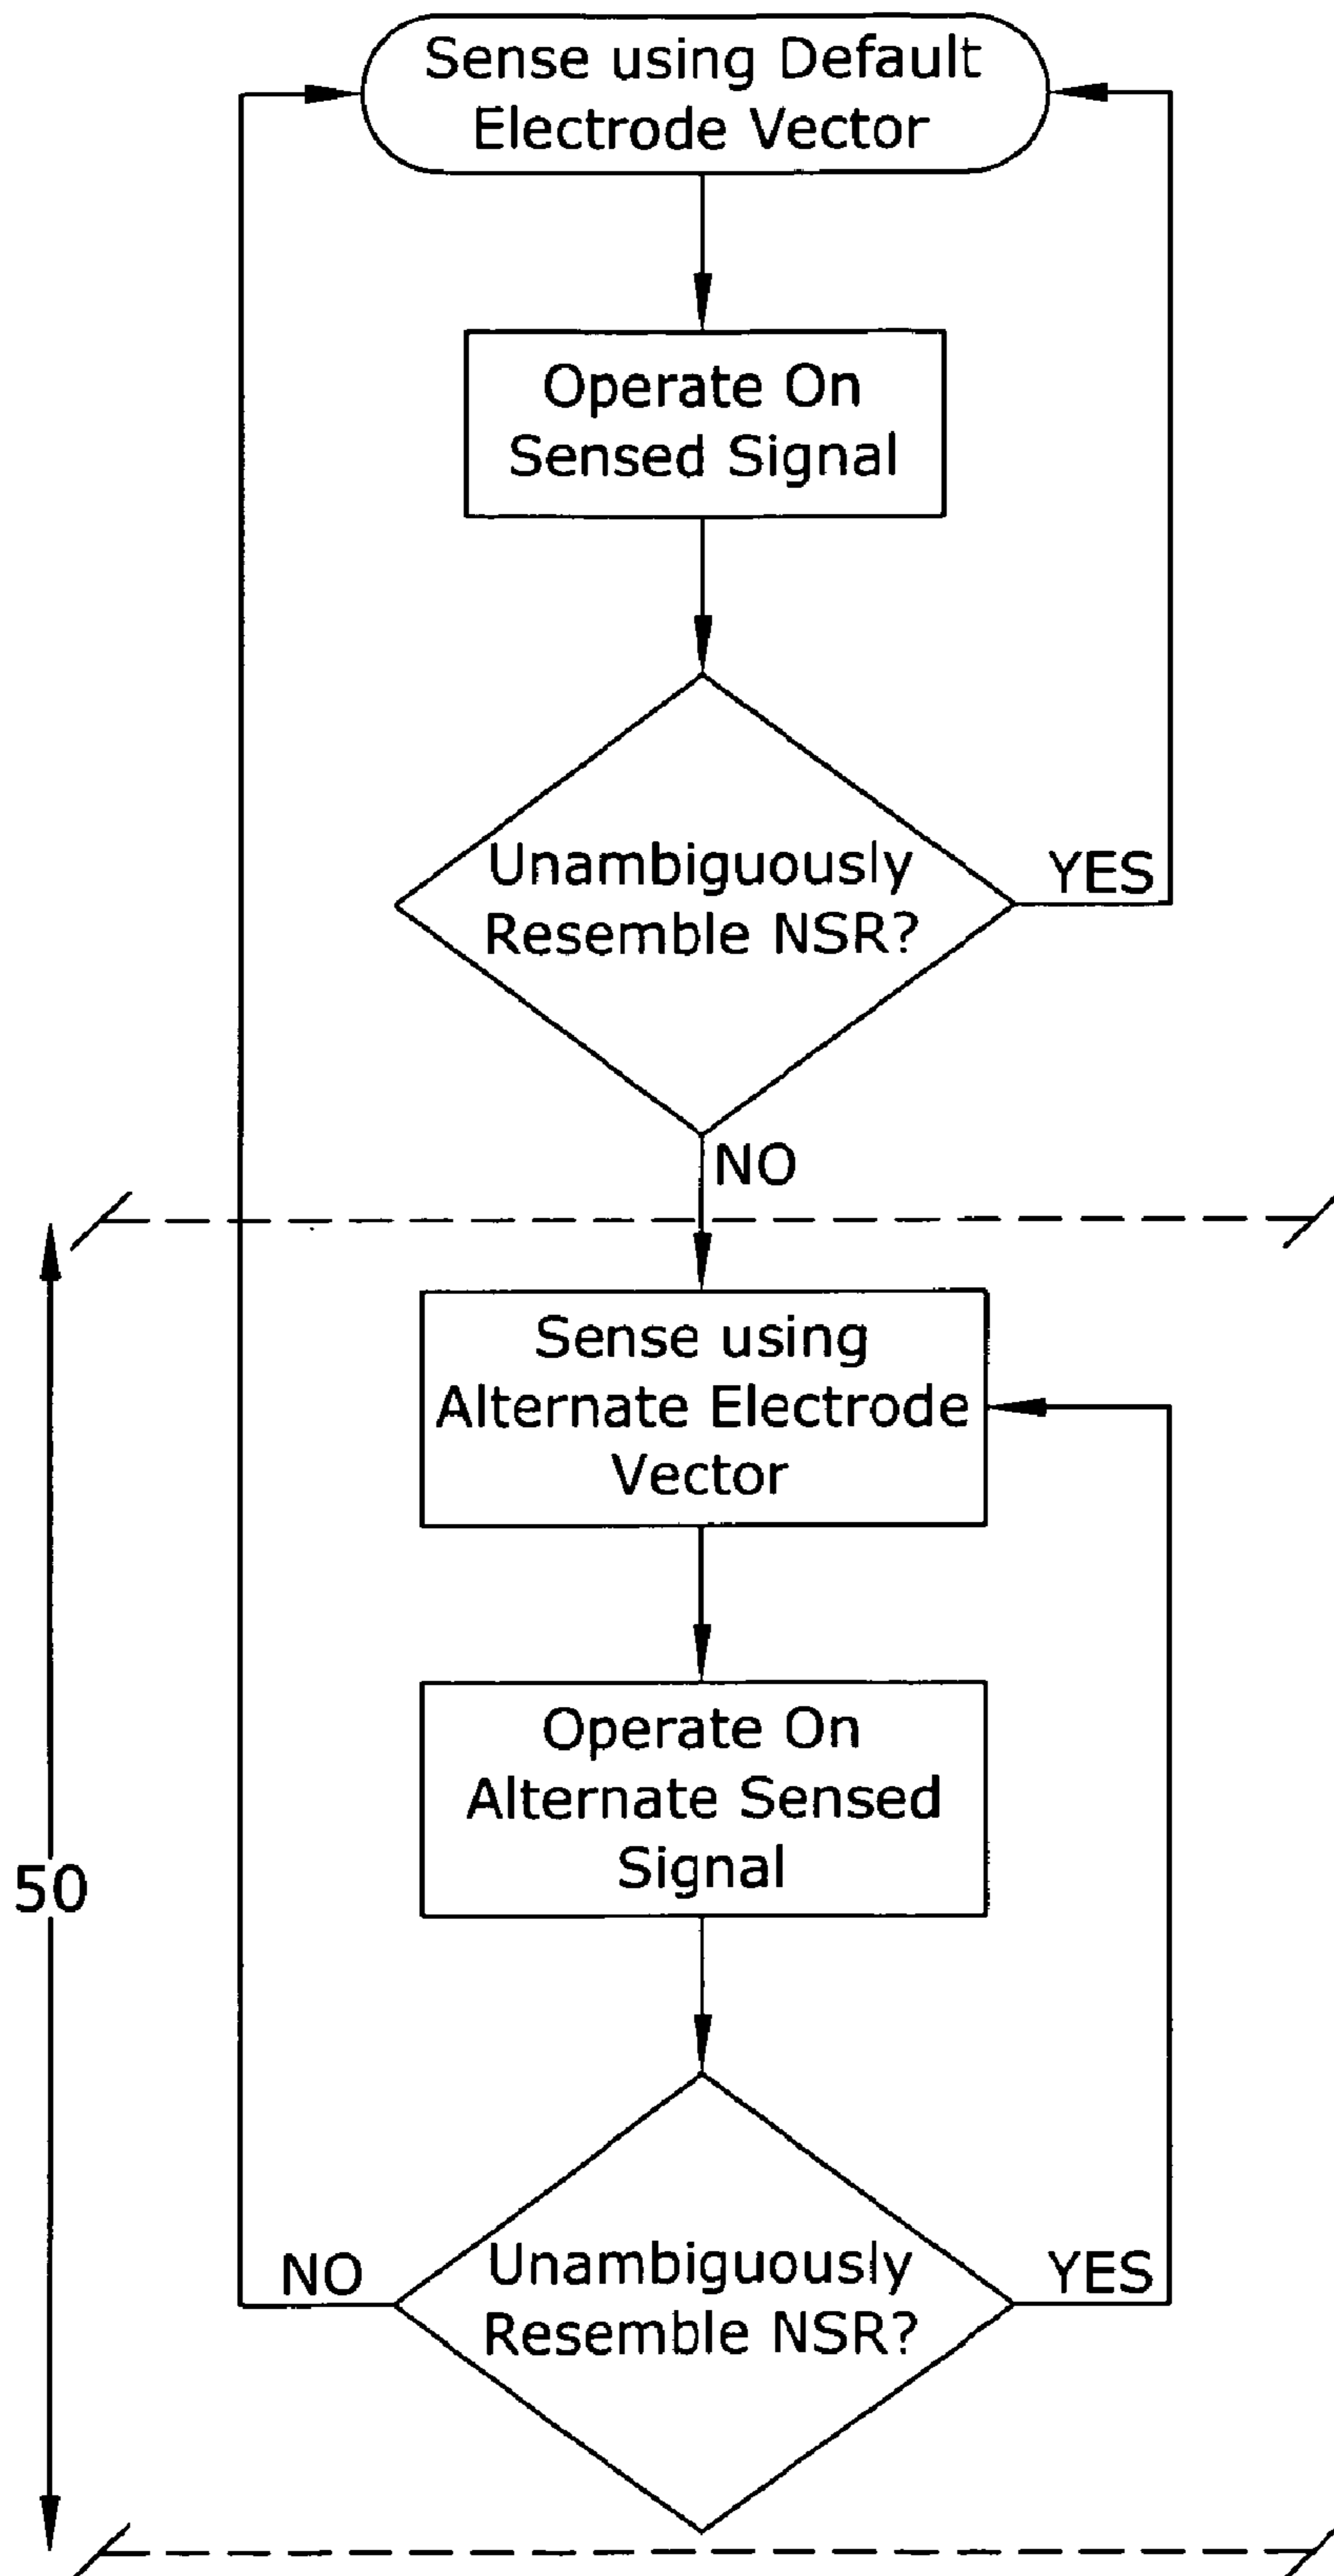 Sense using Default
Electrode Vector
Operate On
Sensed Signal
Unambiguously
Resemble NSR?
YES
NO
Sense using
Alternate Electrode
Vector
Operate On
Alternate Sensed
Signal
50
Unambiguously
Resemble NSR?
NO
YES